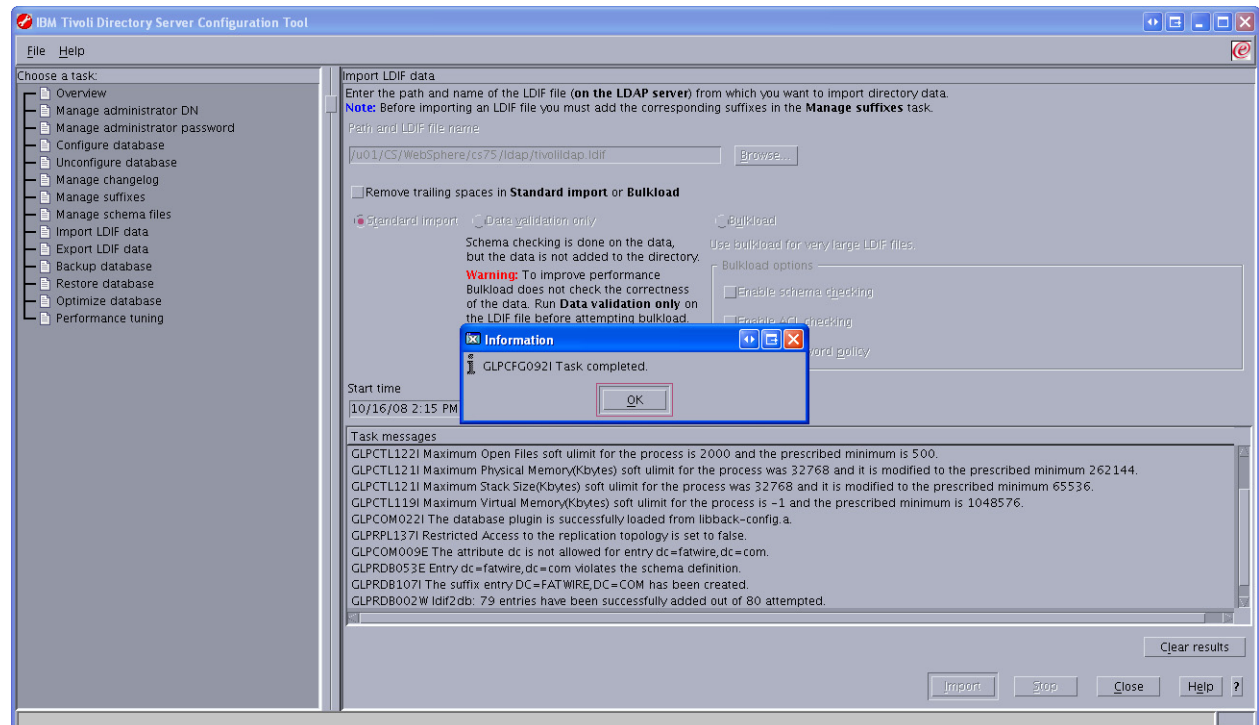 IBM Tivoli Directory Server Configuration Tool
File Help
Choose a task:
Overview
Manage administrator DN
Manage administrator password
Configure database
Unconfigure database
Manage changelog
Manage suffixes
Manage schema files
Import LDIF data
Export LDIF data
Backup database
Restore database
Optimize database
Performance tuning
Import LDIF data
Enter the path and name of the LDIF file (on the LDAP server) from which you want to import directory data.
Note: Before importing an LDIF file you must add the corresponding suffixes in the Manage suffixes task.
Path and LDIF file name
/u01/CS/WebSphere/cs75/ldap/tivolildap.ldif
Browse...
Remove trailing spaces in Standard import or Bulkload
Standard import
Data validation only
Bulkload
Schema checking is done on the data,
but the data is not added to the directory.
Warning: To improve performance
Bulkload does not check the correctness
of the data. Run Data validation only on
the LDIF file before attempting bulkload.
Use bulkload for very large LDIF files.
Bulkload options
Enable schema checking
Enable ACL checking
policy
Information
GLPCFG092I Task completed.
OK
Start time
10/16/08 2:15 PM
Task messages
GLPCTL122I Maximum Open Files soft ulimit for the process is 2000 and the prescribed minimum is 500.
GLPCTL121I Maximum Physical Memory(Kbytes) soft ulimit for the process was 32768 and it is modified to the prescribed minimum 262144.
GLPCTL121I Maximum Stack Size(Kbytes) soft ulimit for the process was 32768 and it is modified to the prescribed minimum 65536.
GLPCTL119I Maximum Virtual Memory(Kbytes) soft ulimit for the process is -1 and the prescribed minimum is 1048576.
GLPCOM022I The database plugin is successfully loaded from libback-config.a.
GLPRPL137I Restricted Access to the replication topology is set to false.
GLPCOM009E The attribute dc is not allowed for entry dc=fatwire,dc=com.
GLPRDB053E Entry dc=fatwire,dc=com violates the schema definition.
GLPRDB107I The suffix entry DC=FATWIRE,DC=COM has been created.
GLPRDB002W ldif2db: 79 entries have been successfully added out of 80 attempted.
Clear results
Import
Stop
Close
Help
?